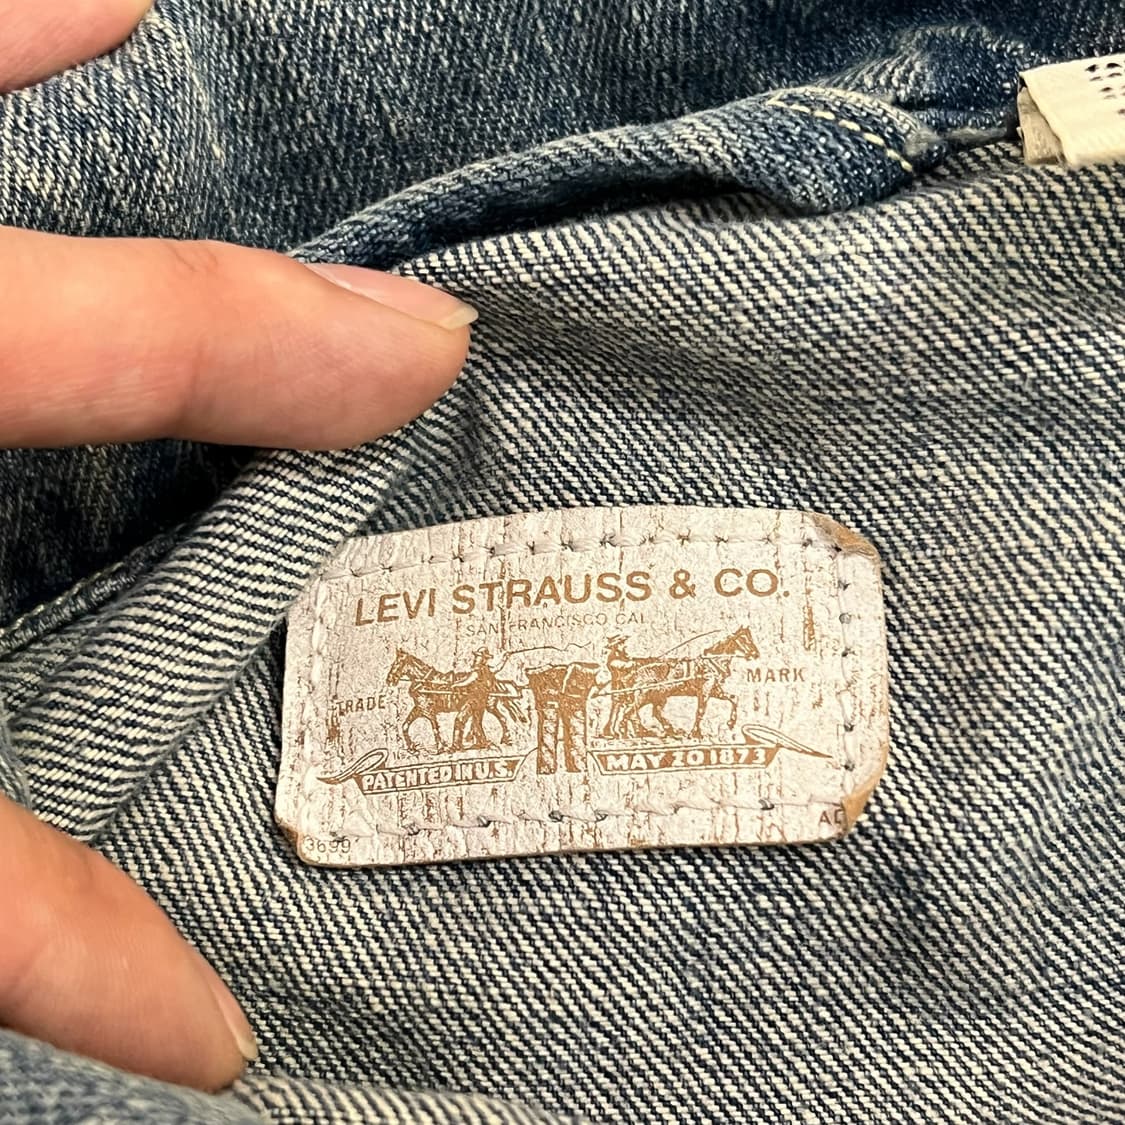 LEVI STRAUSS & CO.
SAN FRANCISCO CAL
TRADE MARK
PATENTED IN U.S. MAY 20 1873
3699